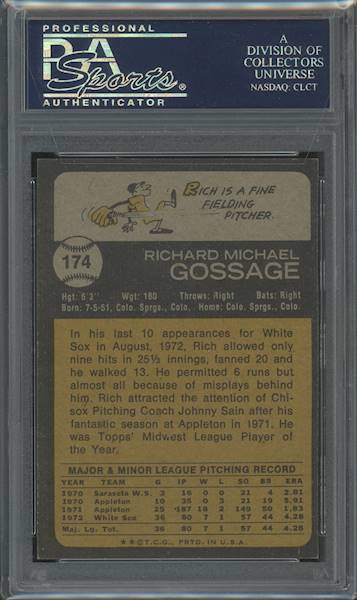 PROFESSIONAL
PSA
Sports
AUTHENTICATOR
A
DIVISION OF
COLLECTORS
UNIVERSE
NASDAQ: CLCT
RICH IS A FINE
FIELDING
PITCHER.
174
RICHARD MICHAEL
GOSSAGE
Hgt: 6'3" Wgt: 180 Throws: Right Bats: Right
Born: 7-5-51, Colo. Sprgs., Colo. Home: Colo. Sprgs., Colo.
In his last 10 appearances for White
Sox in August, 1972, Rich allowed only
nine hits in 25⅓ innings, fanned 20 and
he walked 13. He permitted 6 runs but
almost all because of misplays behind
him. Rich attracted the attention of Chi-
sox Pitching Coach Johnny Sain after his
fantastic season at Appleton in 1971. He
was Topps' Midwest League Player of
the Year.
MAJOR & MINOR LEAGUE PITCHING RECORD
YEAR TEAM G IP W L SO BB ERA
1970 Sarasota W.S. 3 16 0 0 21 4 2.81
1970 Appleton 10 35 0 3 21 19 5.91
1971 Appleton 25 187 18 2 149 50 1.83
1972 White Sox 36 80 7 1 57 44 4.28
Maj. Lg. Tot. 36 80 7 1 57 44 4.28
★★©T.C.G., PRTD. IN U.S.A.